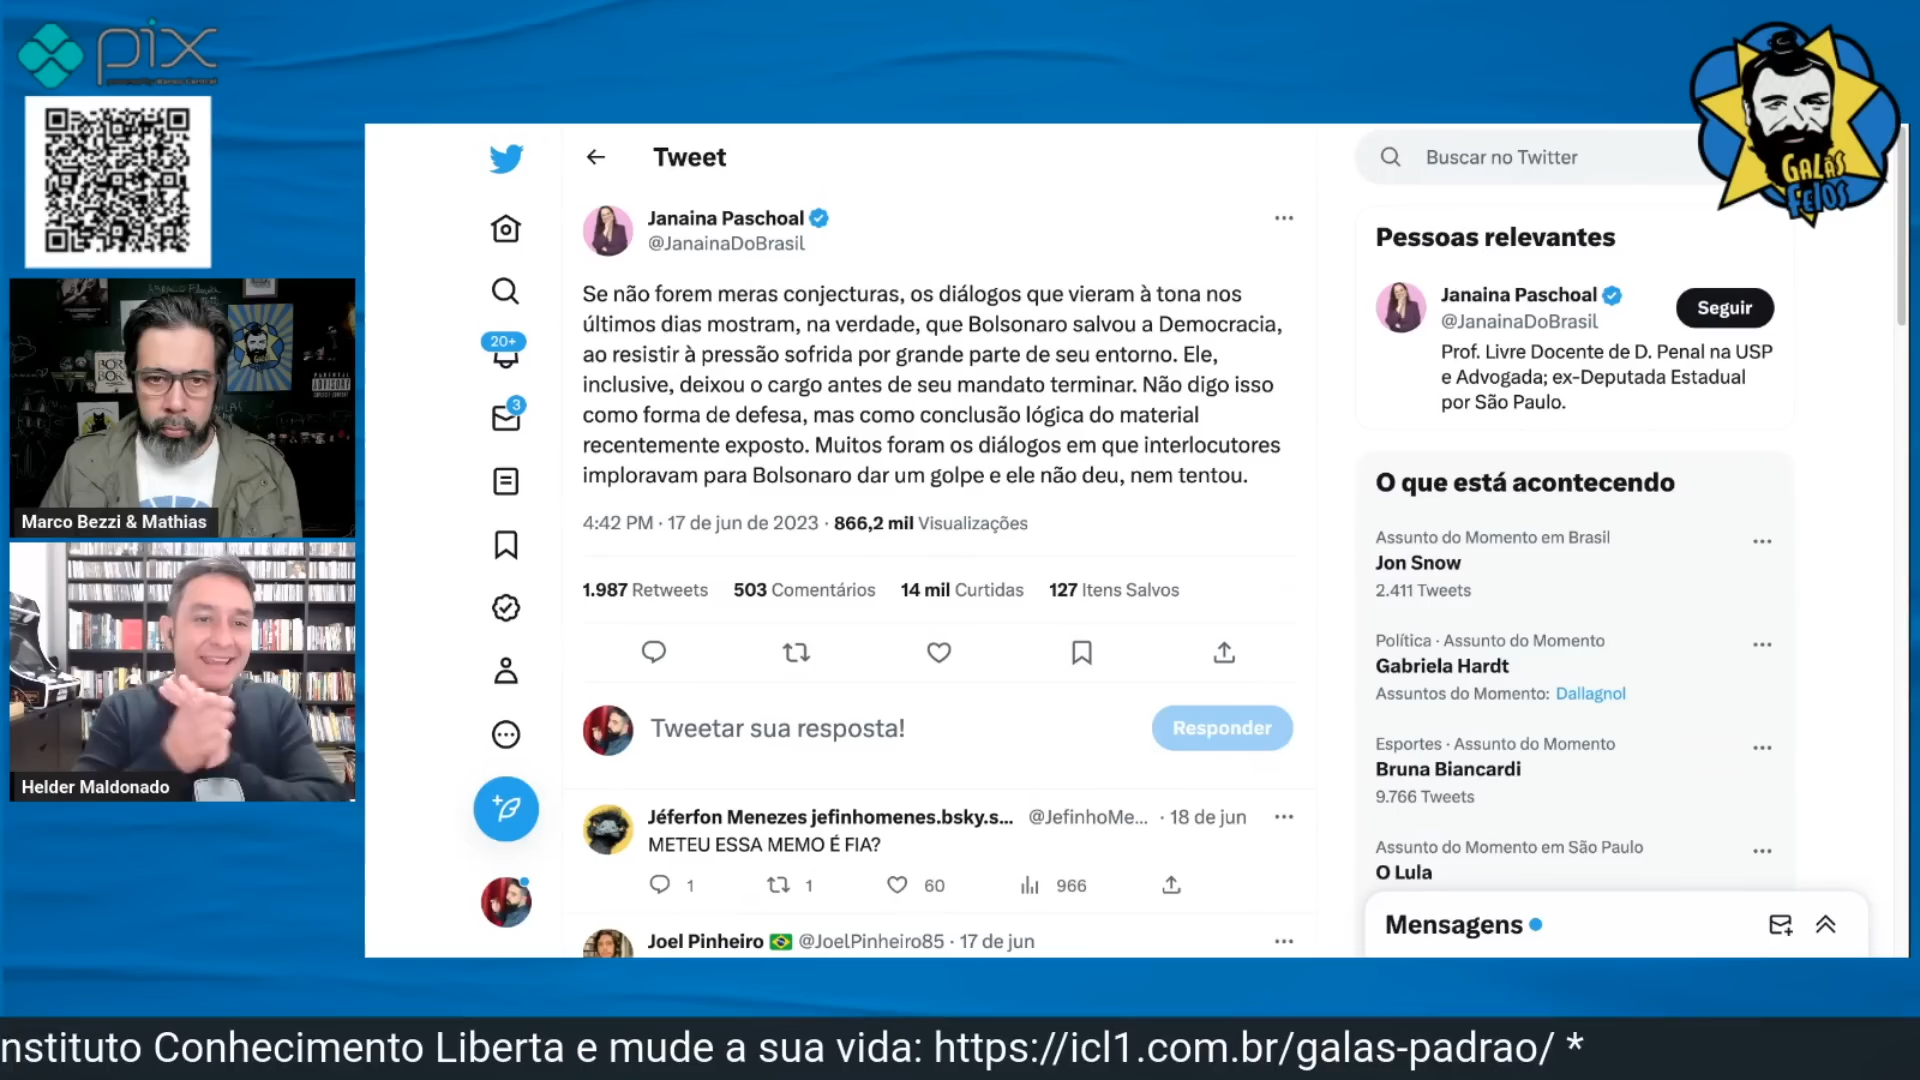 pix
BOR
BOR
PARENTAL
ADVISORY
Marco Bezzi & Mathias
Helder Maldonado
GALÃS
FEIOS
Tweet
Buscar no Twitter
Janaina Paschoal
@JanainaDoBrasil
Se não forem meras conjecturas, os diálogos que vieram à tona nos
últimos dias mostram, na verdade, que Bolsonaro salvou a Democracia,
ao resistir à pressão sofrida por grande parte de seu entorno. Ele,
inclusive, deixou o cargo antes de seu mandato terminar. Não digo isso
como forma de defesa, mas como conclusão lógica do material
recentemente exposto. Muitos foram os diálogos em que interlocutores
imploravam para Bolsonaro dar um golpe e ele não deu, nem tentou.
4:42 PM · 17 de jun de 2023 · 866,2 mil Visualizações
1.987 Retweets 503 Comentários 14 mil Curtidas 127 Itens Salvos
20+
3
Tweetar sua resposta!
Responder
Jéferfon Menezes jefinhomenes.bsky.s... @JefinhoMe... · 18 de jun
METEU ESSA MEMO É FIA?
1 1 60 966
Joel Pinheiro @JoelPinheiro85 · 17 de jun
Pessoas relevantes
Janaina Paschoal
@JanainaDoBrasil
Seguir
Prof. Livre Docente de D. Penal na USP
e Advogada; ex-Deputada Estadual
por São Paulo.
O que está acontecendo
Assunto do Momento em Brasil
Jon Snow
2.411 Tweets
Política · Assunto do Momento
Gabriela Hardt
Assuntos do Momento: Dallagnol
Esportes · Assunto do Momento
Bruna Biancardi
9.766 Tweets
Assunto do Momento em São Paulo
O Lula
Mensagens
nstituto Conhecimento Liberta e mude a sua vida: https://icl1.com.br/galas-padrao/ *